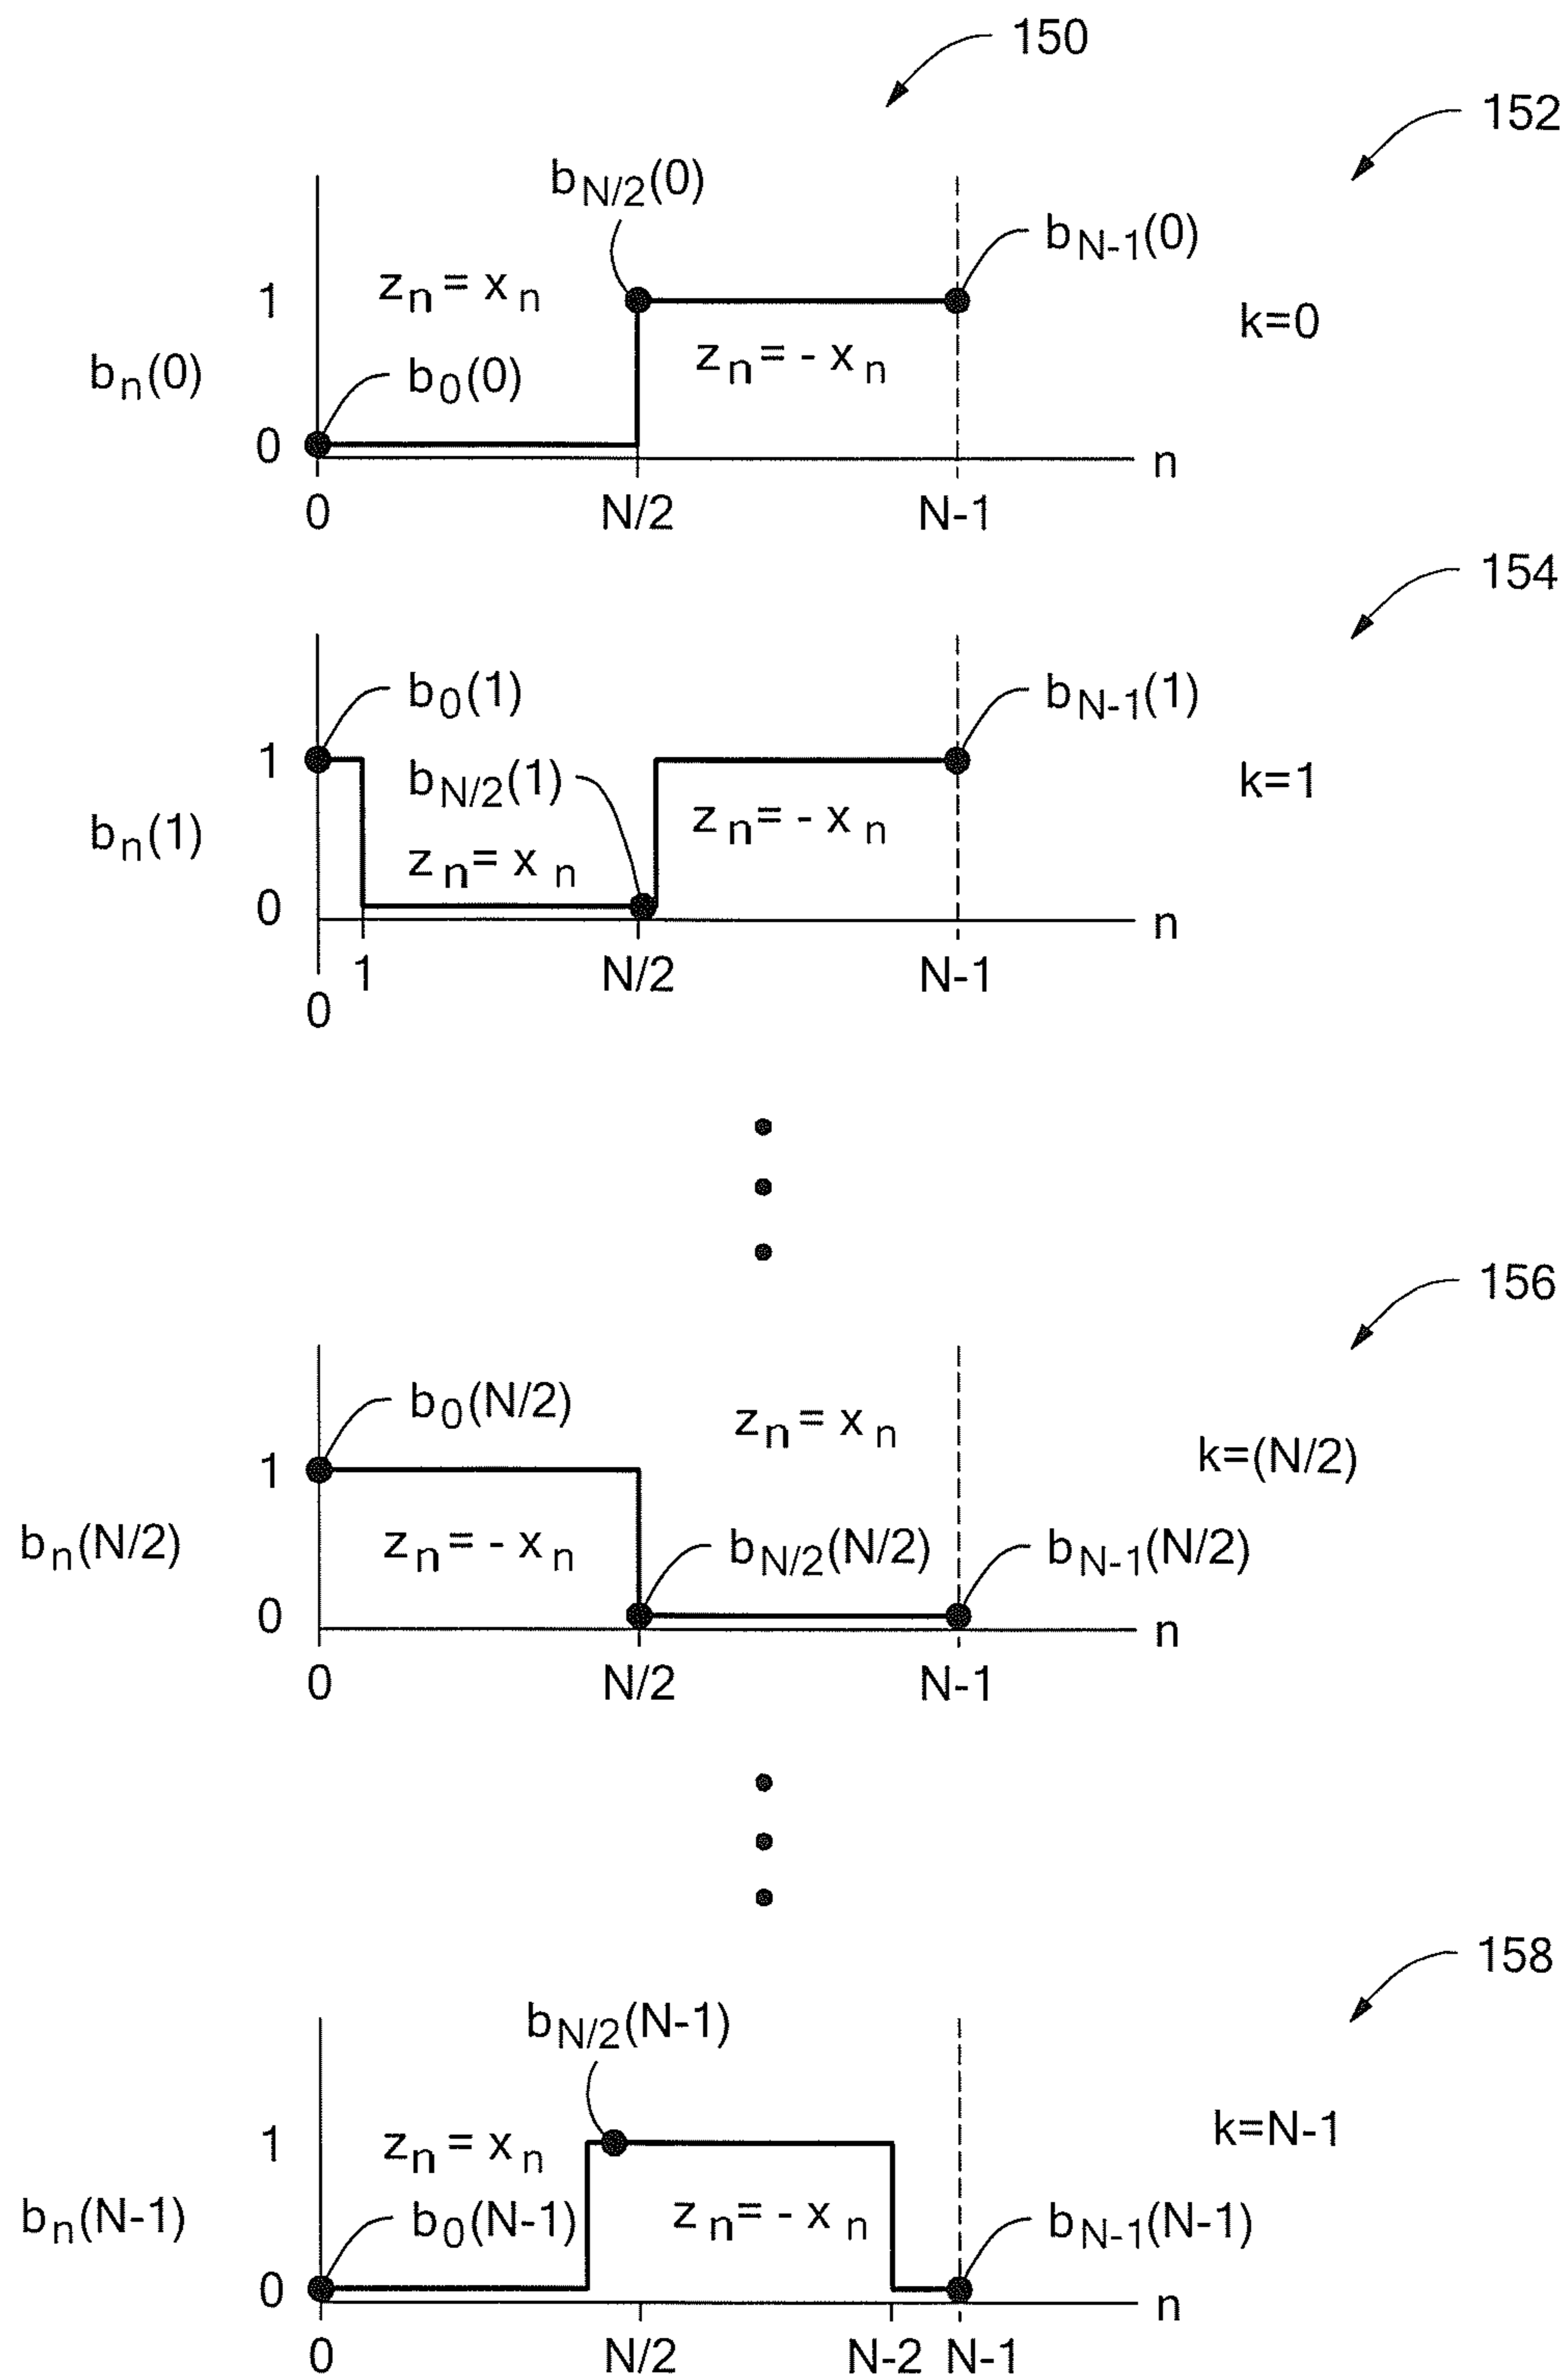 150
152
b_{N/2}(0)
b_{N-1}(0)
z_n = x_n
1
k=0
z_n = - x_n
b_n(0)
b_0(0)
0
n
0
N/2
N-1
154
b_0(1)
b_{N-1}(1)
1
b_{N/2}(1)
k=1
z_n = - x_n
b_n(1)
z_n = x_n
0
n
1
N/2
N-1
0
156
b_0(N/2)
z_n = x_n
k=(N/2)
1
b_n(N/2)
z_n = - x_n
b_{N/2}(N/2)
b_{N-1}(N/2)
0
n
0
N/2
N-1
158
b_{N/2}(N-1)
1
z_n = x_n
k=N-1
b_n(N-1)
b_0(N-1)
z_n = - x_n
b_{N-1}(N-1)
0
n
0
N/2
N-2
N-1